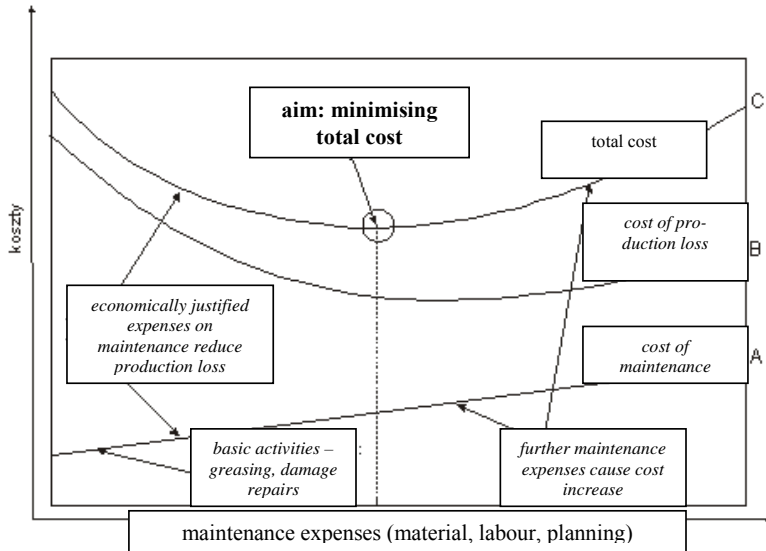 aim: minimising
total cost
total cost
C
koszty
cost of pro-
duction loss
B
economically justified
expenses on
maintenance reduce
production loss
cost of
maintenance
A
basic activities –
greasing, damage
repairs
:
further maintenance
expenses cause cost
increase
maintenance expenses (material, labour, planning)